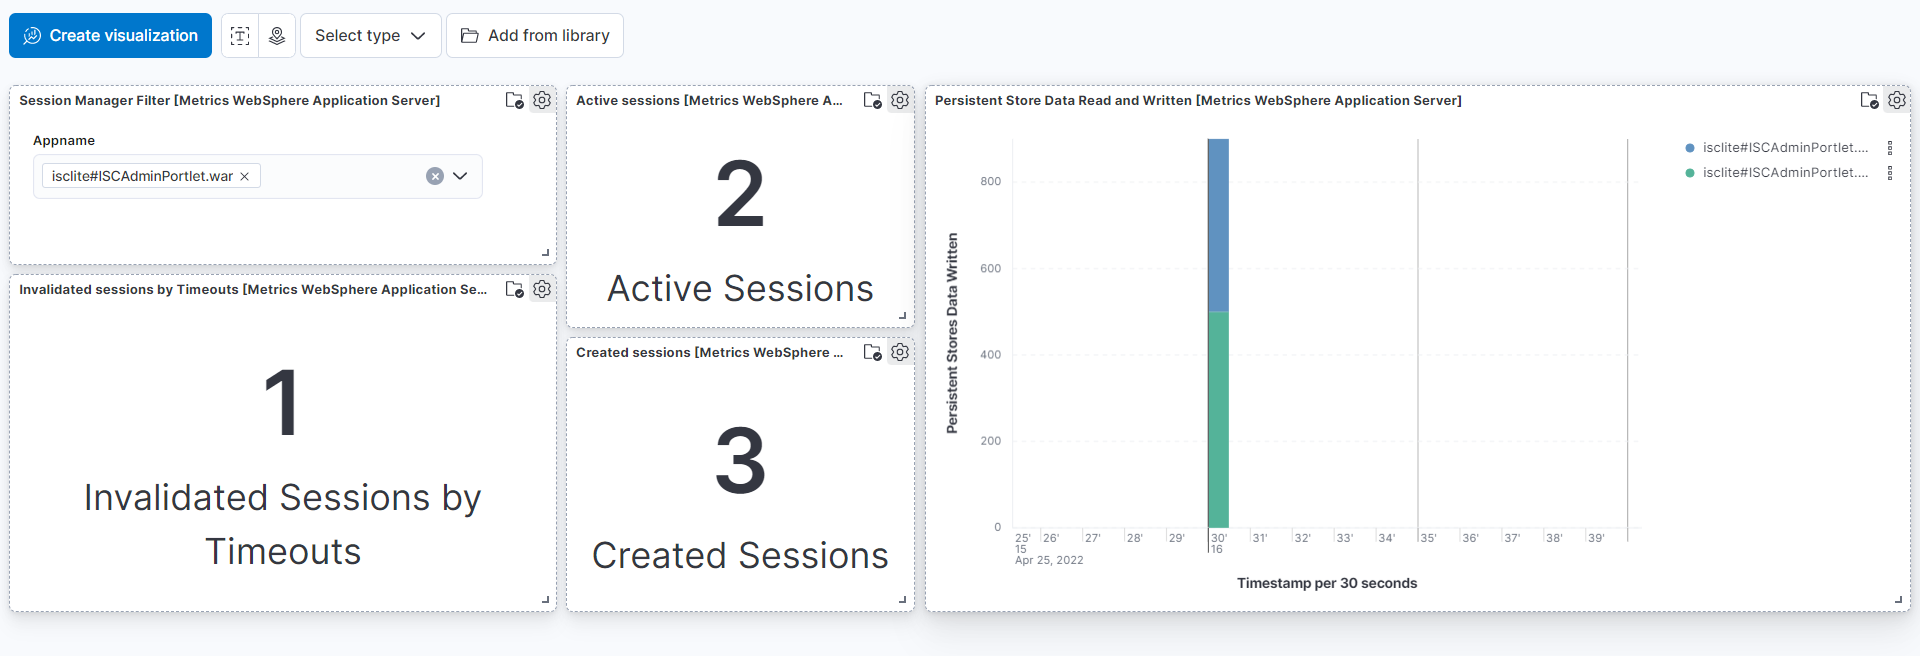 Create visualization
Select type
Add from library
Session Manager Filter [Metrics WebSphere Application Server]
Appname
isclite#ISCAdminPortlet.war
Invalidated sessions by Timeouts [Metrics WebSphere Application Se...
1
Invalidated Sessions by
Timeouts
Active sessions [Metrics WebSphere A...
2
Active Sessions
Created sessions [Metrics WebSphere ...
3
Created Sessions
Persistent Store Data Read and Written [Metrics WebSphere Application Server]
isclite#ISCAdminPortlet....
isclite#ISCAdminPortlet....
Persistent Stores Data Written
800
600
400
200
0
25' 26' 27' 28' 29' 30' 31' 32' 33' 34' 35' 36' 37' 38' 39'
15 16
Apr 25, 2022
Timestamp per 30 seconds